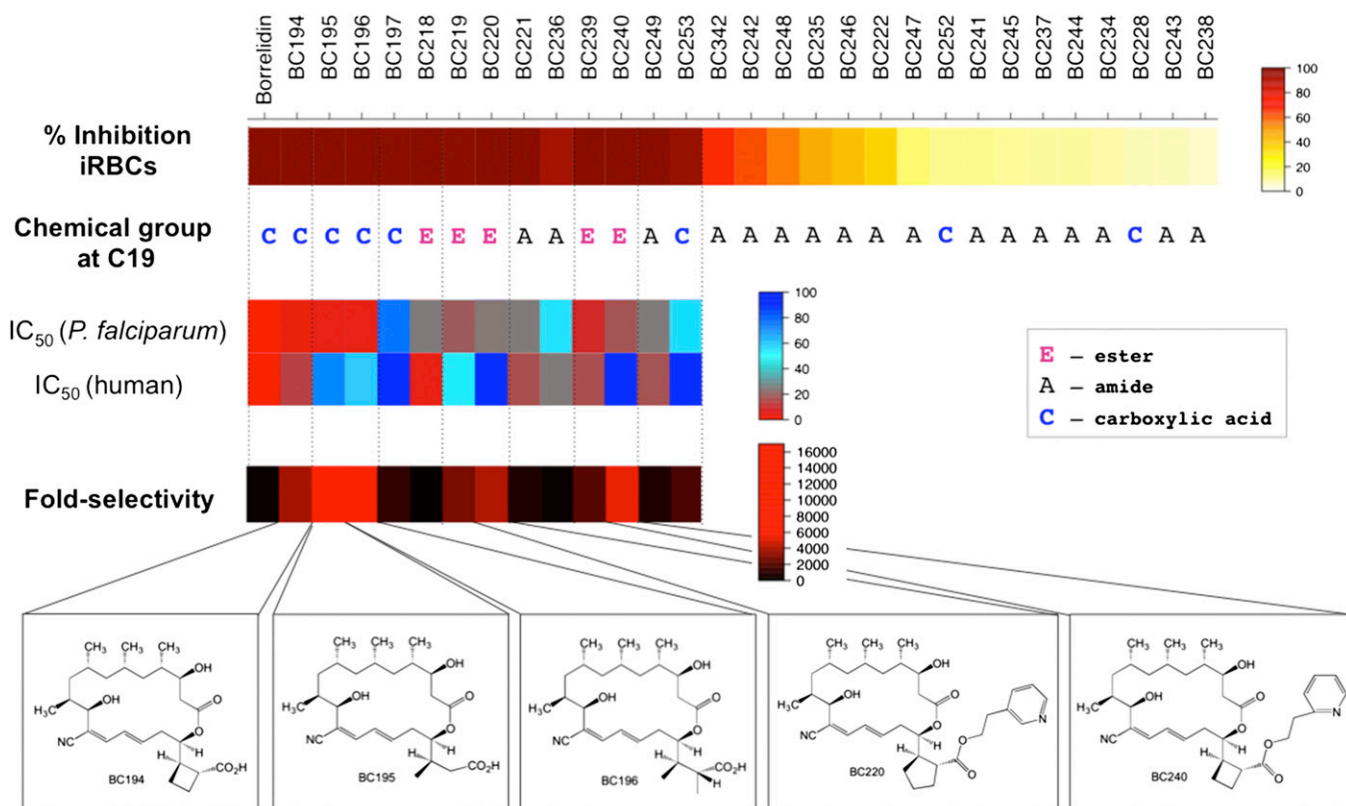 Borrelidin BC194 BC195 BC196 BC197 BC218 BC219 BC220 BC221 BC236 BC239 BC240 BC249 BC253 BC342 BC242 BC248 BC235 BC246 BC222 BC247 BC252 BC241 BC245 BC237 BC244 BC234 BC228 BC243 BC238
% Inhibition
iRBCs
100
80
60
40
20
0
Chemical group
at C19
C C C C C E E E A A E E A C A A A A A A A C A A A A A C A A
IC50 (P. falciparum)
IC50 (human)
100
80
60
40
20
0
E – ester
A – amide
C – carboxylic acid
Fold-selectivity
16000
14000
12000
10000
8000
6000
4000
2000
0
CH3 CH3 CH3
OH
OH
H3C
O
O
NC
H
H
CO2H
BC194
CH3 CH3 CH3
OH
OH
H3C
O
O
NC
H
H
CO2H
BC195
CH3 CH3 CH3
OH
OH
H3C
O
O
NC
H
H
CO2H
H
BC196
CH3 CH3 CH3
OH
OH
H3C
O
O
N
NC
H
H
O
O
BC220
CH3 CH3 CH3
OH
OH
H3C
O
O
N
NC
H
H
O
O
BC240